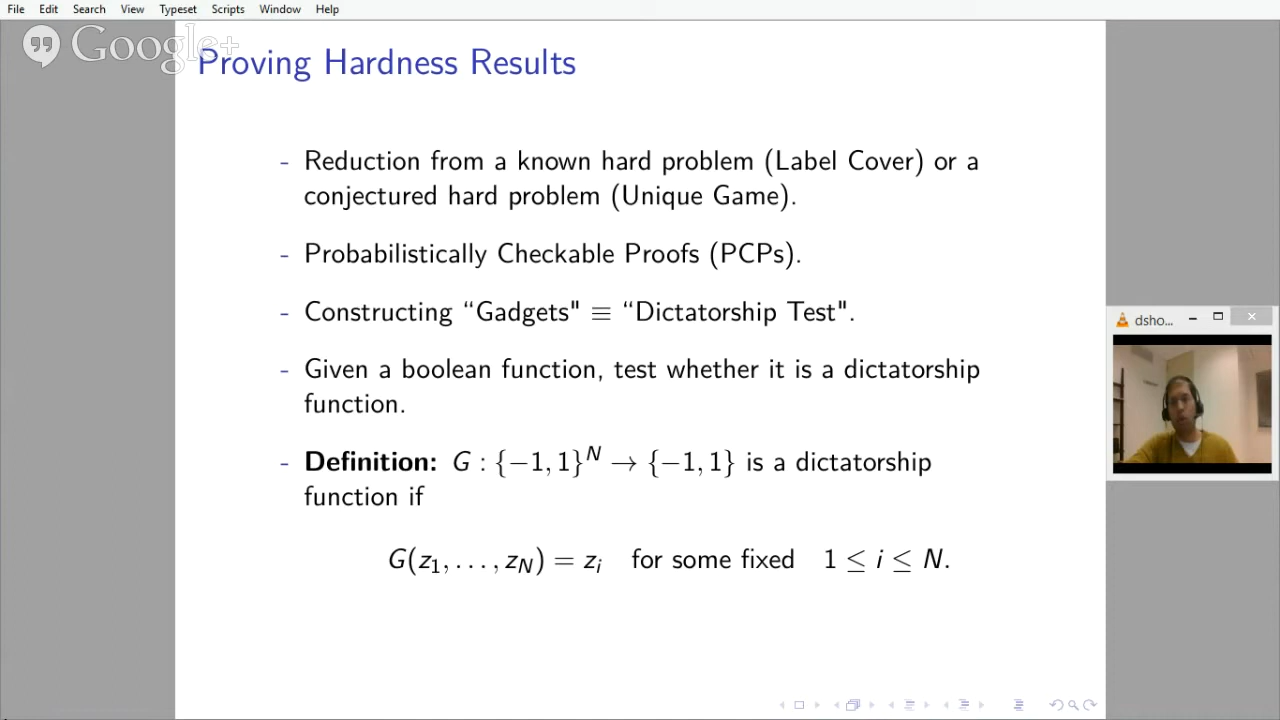 File Edit Search View Typeset Scripts Window Help
Google+
Proving Hardness Results
- Reduction from a known hard problem (Label Cover) or a
conjectured hard problem (Unique Game).
- Probabilistically Checkable Proofs (PCPs).
- Constructing “Gadgets" ≡ “Dictatorship Test".
- Given a boolean function, test whether it is a dictatorship
function.
- Definition: G : {−1, 1}^N → {−1, 1} is a dictatorship
function if
G(z_1, . . . , z_N) = z_i for some fixed 1 ≤ i ≤ N.
dsho...